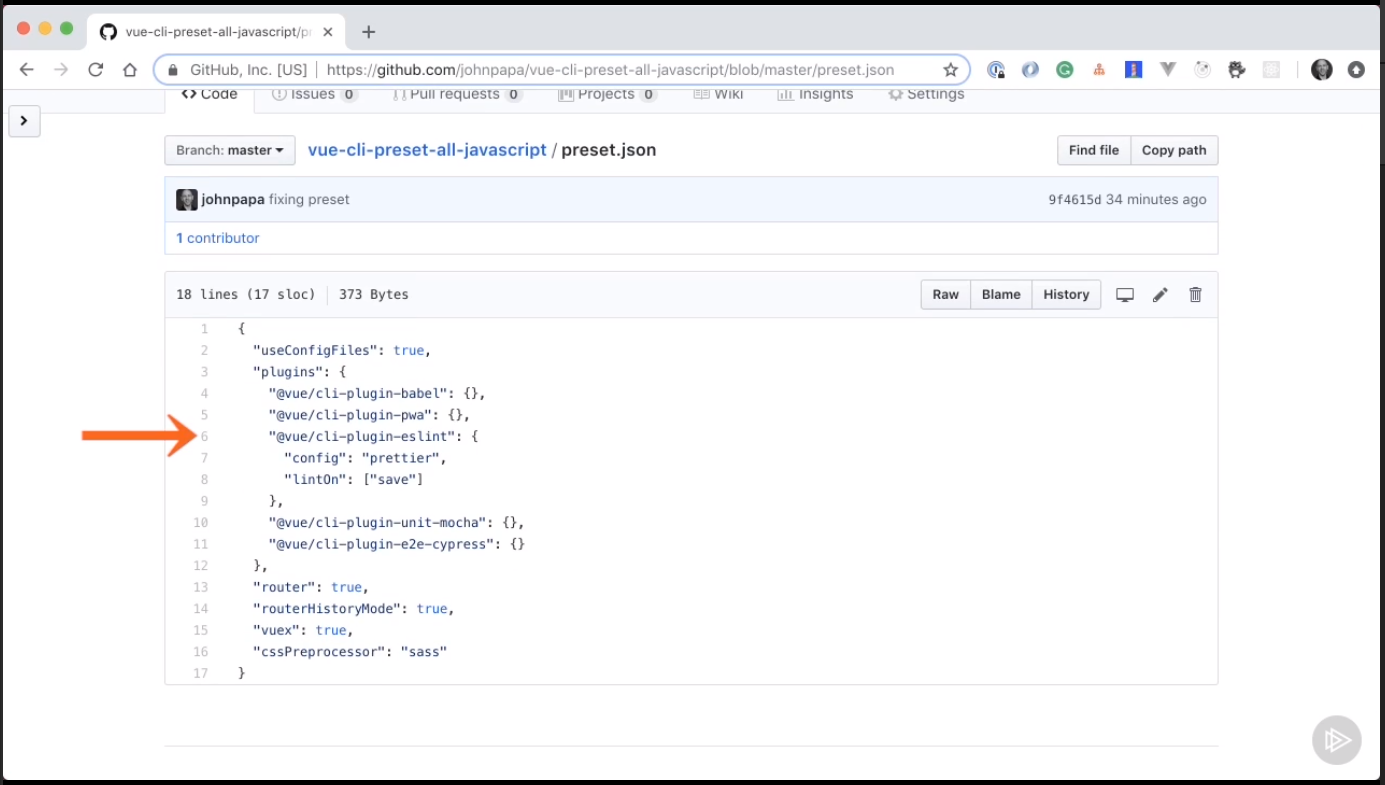 vue-cli-preset-all-javascript/pr
GitHub, Inc. [US] https://github.com/johnpapa/vue-cli-preset-all-javascript/blob/master/preset.json
Code Issues 0 Pull requests 0 Projects 0 Wiki Insights Settings
Branch: master vue-cli-preset-all-javascript / preset.json Find file Copy path
johnpapa fixing preset 9f4615d 34 minutes ago
1 contributor
18 lines (17 sloc) 373 Bytes Raw Blame History
1 {
2 "useConfigFiles": true,
3 "plugins": {
4 "@vue/cli-plugin-babel": {},
5 "@vue/cli-plugin-pwa": {},
6 "@vue/cli-plugin-eslint": {
7 "config": "prettier",
8 "lintOn": ["save"]
9 },
10 "@vue/cli-plugin-unit-mocha": {},
11 "@vue/cli-plugin-e2e-cypress": {}
12 },
13 "router": true,
14 "routerHistoryMode": true,
15 "vuex": true,
16 "cssPreprocessor": "sass"
17 }